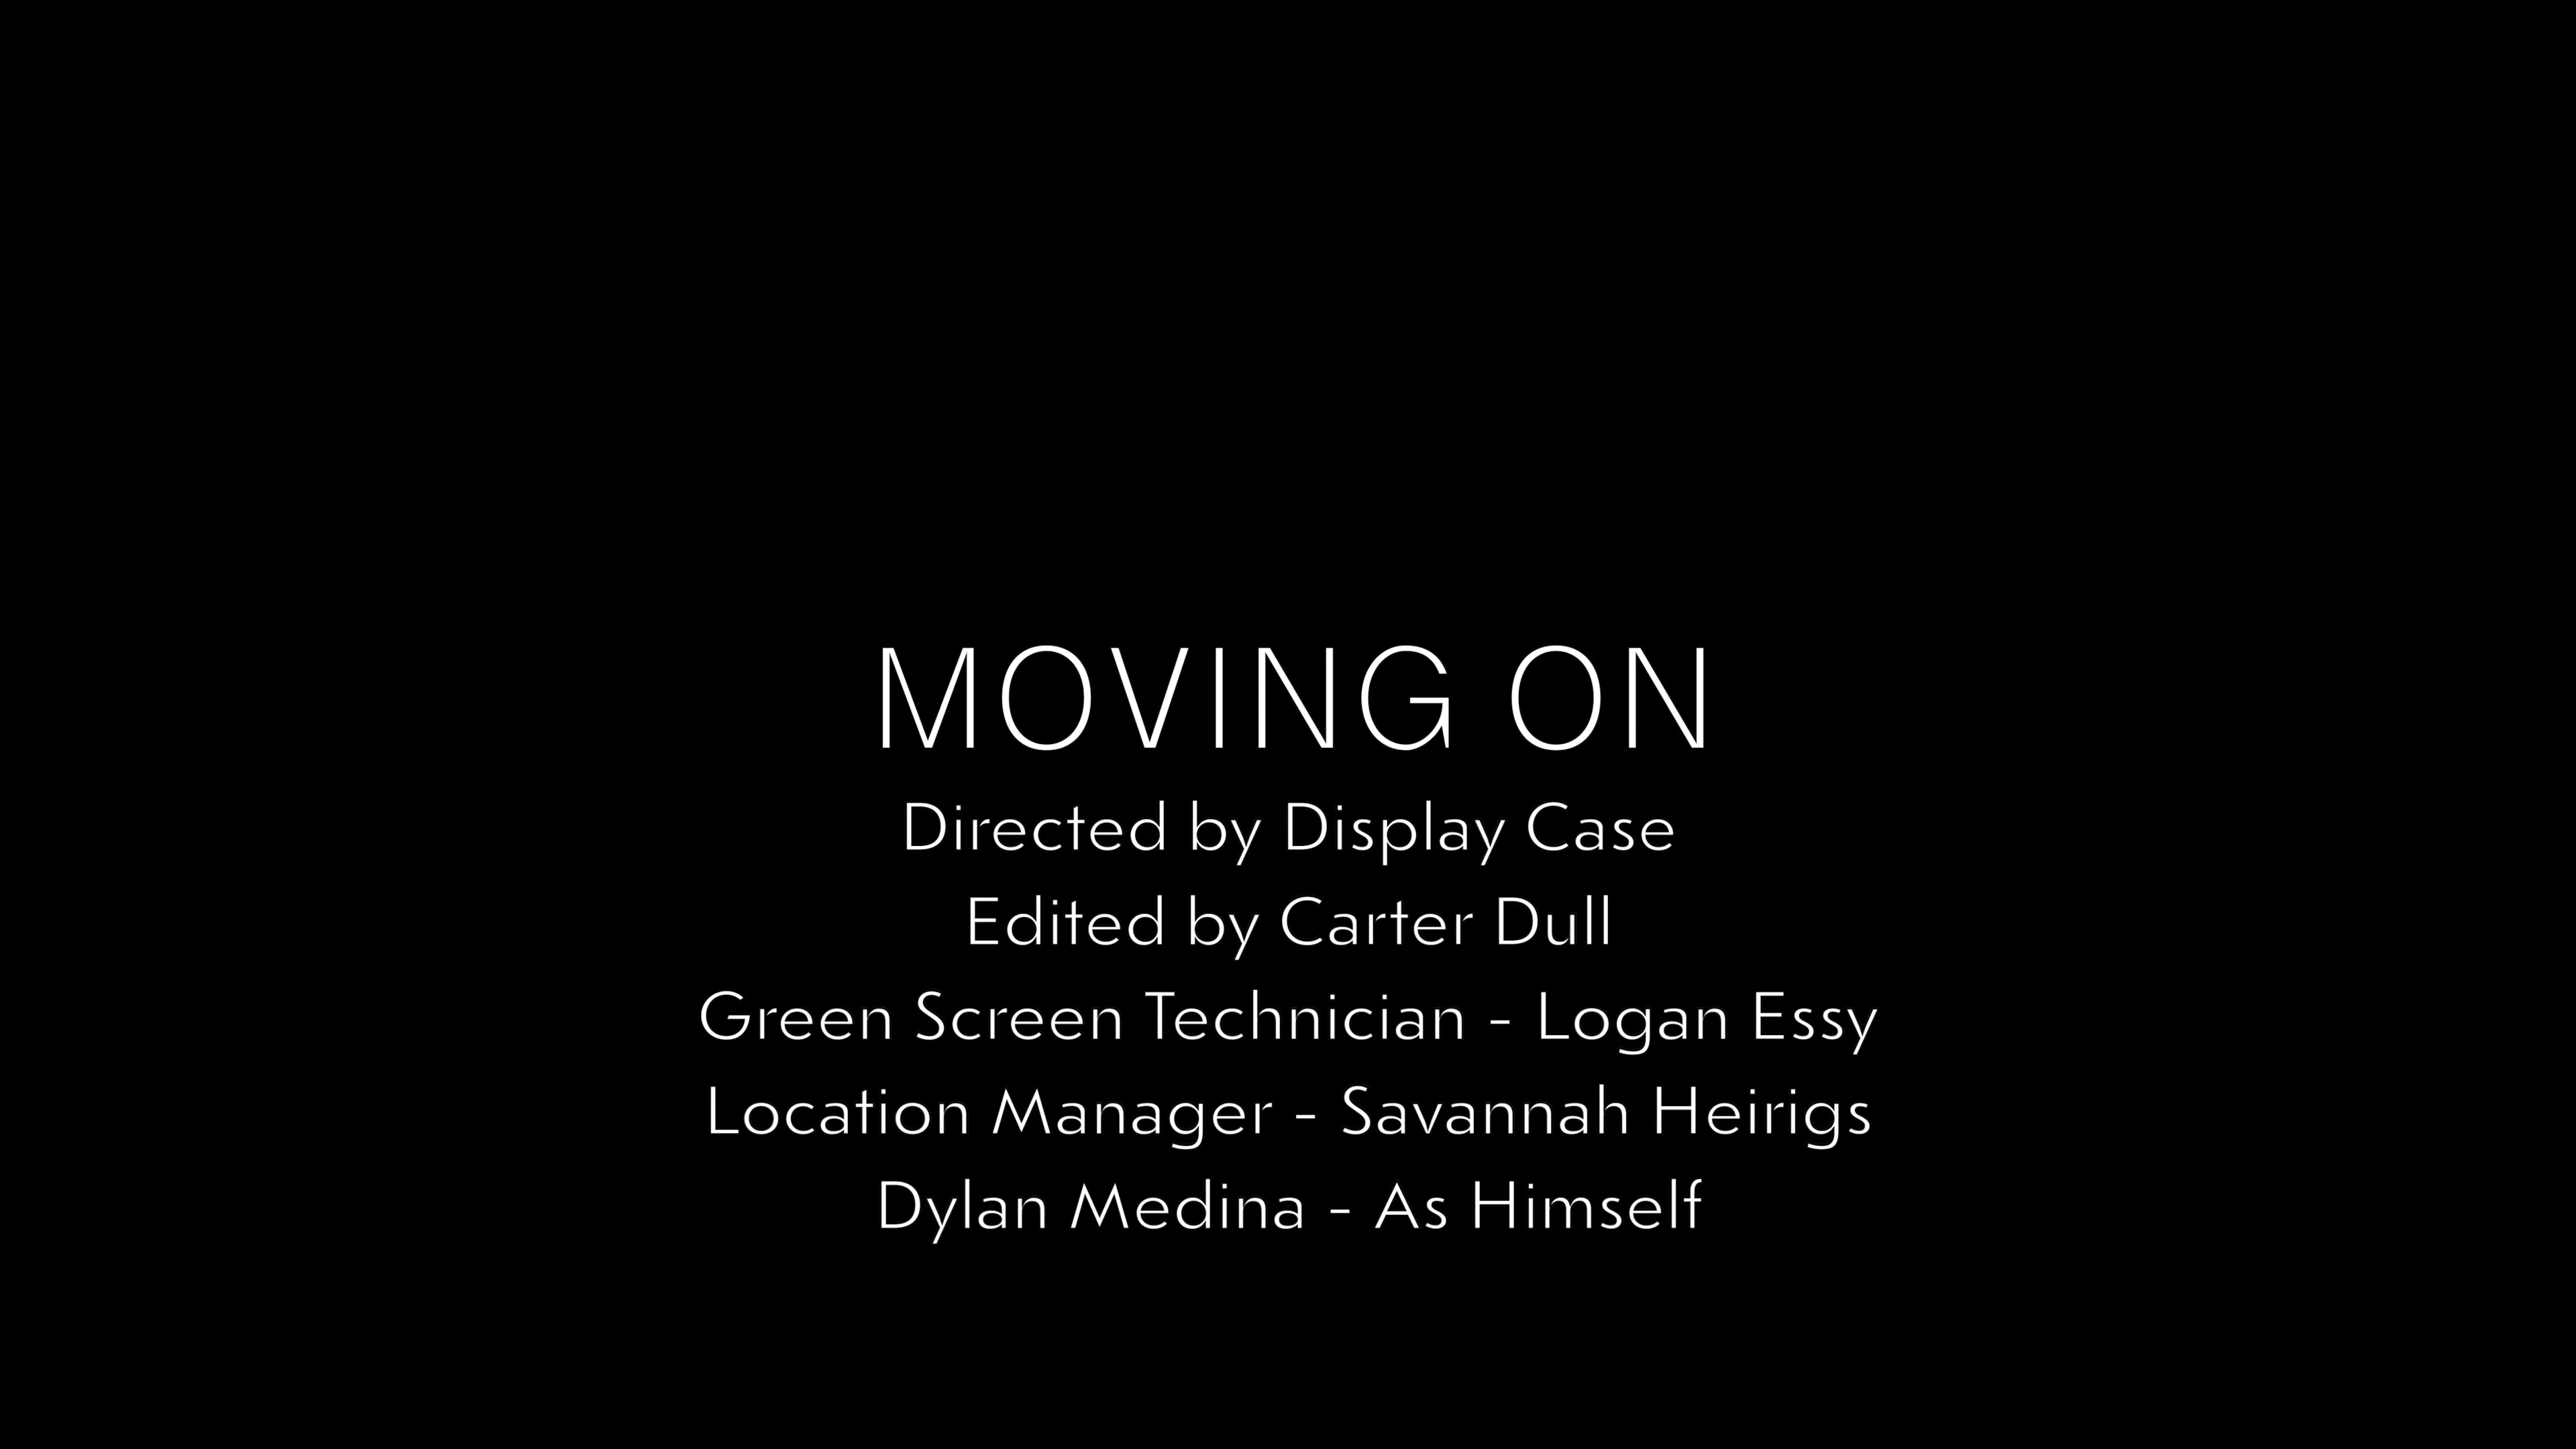 MOVING ON
Directed by Display Case
Edited by Carter Dull
Green Screen Technician - Logan Essy
Location Manager - Savannah Heirigs
Dylan Medina - As Himself